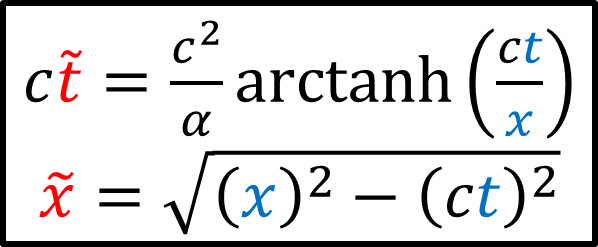 c t̃ = c²/α arctanh (ct/x)
x̃ = √((x)² − (ct)²)